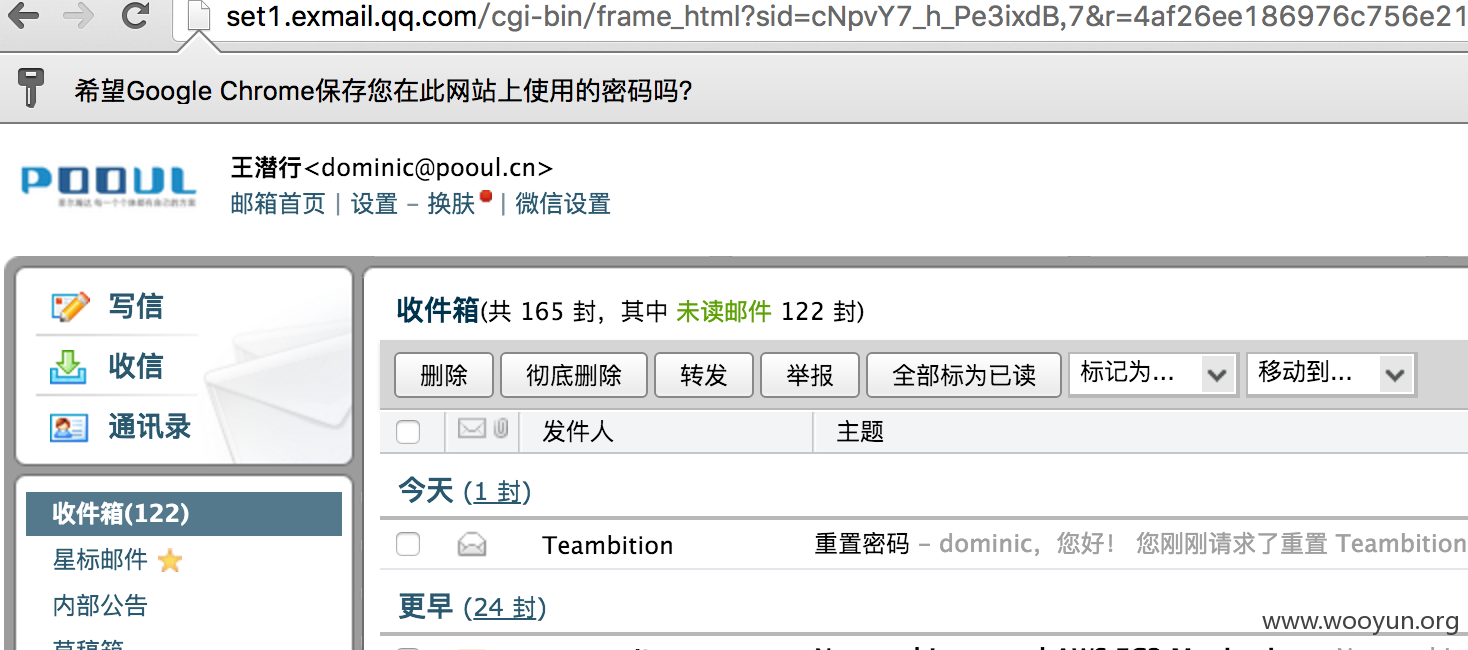 set1.exmail.qq.com/cgi-bin/frame_html?sid=cNpvY7_h_Pe3ixdB,7&r=4af26ee186976c756e21
希望Google Chrome保存您在此网站上使用的密码吗?
POOUL
王潜行<dominic@pooul.cn>
邮箱首页 | 设置 - 换肤 | 微信设置
写信
收信
通讯录
收件箱(共 165 封, 其中 未读邮件 122 封)
删除 彻底删除 转发 举报 全部标为已读 标记为... 移动到...
发件人 主题
今天 (1 封)
Teambition 重置密码 - dominic, 您好! 您刚刚请求了重置 Teambition
更早 (24 封)
收件箱(122)
星标邮件
内部公告
草稿箱
www.wooyun.org